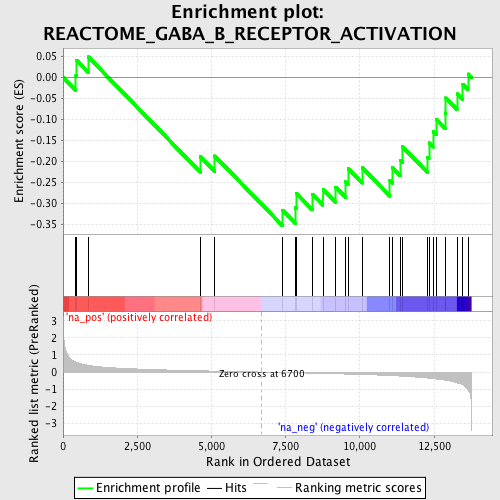 Enrichment plot:
REACTOME_GABA_B_RECEPTOR_ACTIVATION
Enrichment score (ES)
0.05
0.00
-0.05
-0.10
-0.15
-0.20
-0.25
-0.30
-0.35
'na_pos' (positively correlated)
Ranked list metric (PreRanked)
3
2
1
0
-1
-2
-3
Zero cross at 6700
'na_neg' (negatively correlated)
0
2,500
5,000
7,500
10,000
12,500
Rank in Ordered Dataset
Enrichment profile
Hits
Ranking metric scores